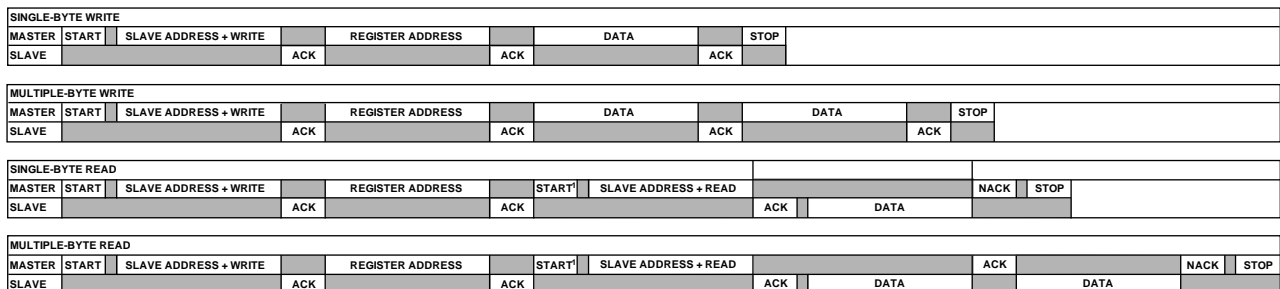 SINGLE-BYTE WRITE
MASTER START SLAVE ADDRESS + WRITE REGISTER ADDRESS DATA STOP
SLAVE ACK ACK ACK
MULTIPLE-BYTE WRITE
MASTER START SLAVE ADDRESS + WRITE REGISTER ADDRESS DATA DATA STOP
SLAVE ACK ACK ACK ACK
SINGLE-BYTE READ
MASTER START SLAVE ADDRESS + WRITE REGISTER ADDRESS START¹ SLAVE ADDRESS + READ NACK STOP
SLAVE ACK ACK ACK DATA
MULTIPLE-BYTE READ
MASTER START SLAVE ADDRESS + WRITE REGISTER ADDRESS START¹ SLAVE ADDRESS + READ ACK NACK STOP
SLAVE ACK ACK ACK DATA DATA